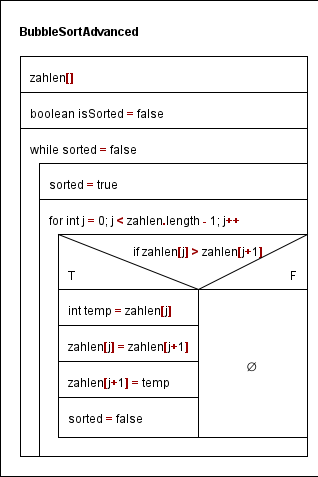 BubbleSortAdvanced
zahlen[]
boolean isSorted = false
while sorted = false
sorted = true
for int j = 0; j < zahlen.length - 1; j++
if zahlen[j] > zahlen[j+1]
T F
int temp = zahlen[j]
zahlen[j] = zahlen[j+1]
zahlen[j+1] = temp
∅
sorted = false